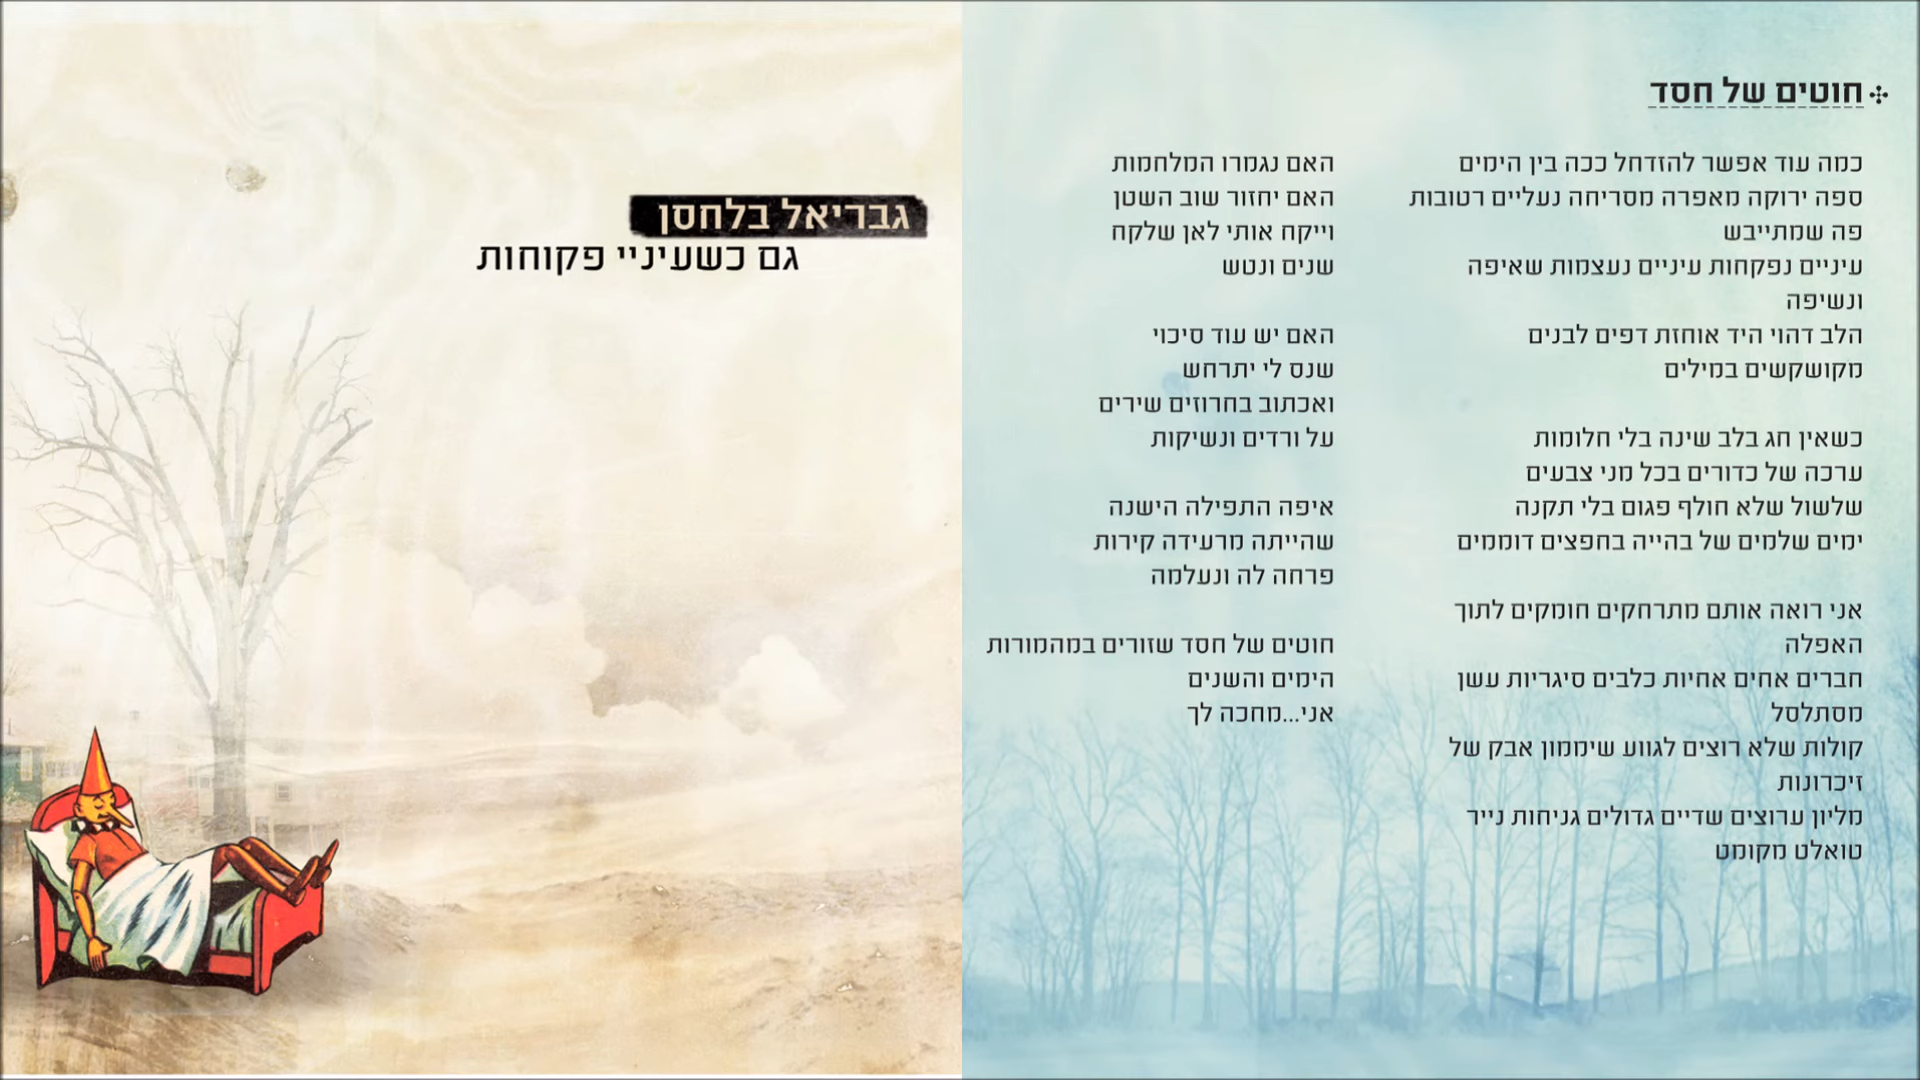 חוטים של חסד
כמה עוד אפשר להזדחל ככה בין הימים
ספה ירוקה מאפרה מסריחה נעליים רטובות
פה שמתייבש
עיניים נפקחות עיניים נעצמות שאיפה
ונשיפה
הלב דהוי היד אוחזת דפים לבנים
מקושקשים במילים
כשאין חג בלב שינה בלי חלומות
ערכה של כדורים בכל מני צבעים
שלשול שלא חולף פגום בלי תקנה
ימים שלמים של בהייה בחפצים דוממים
אני רואה אותם מתרחקים חומקים לתוך
האפלה
חברים אחים אחיות כלבים סיגריות עשן
מסתלסל
קולות שלא רוצים לגווע שיממון אבק של
זיכרונות
מליון ערוצים שדיים גדולים גניחות נייר
טואלט מקומט
האם נגמרו המלחמות
האם יחזור שוב השטן
וייקח אותי לאן שלקח
שנים ונטש
האם יש עוד סיכוי
שנס לי יתרחש
ואכתוב בחרוזים שירים
על ורדים ונשיקות
איפה התפילה הישנה
שהייתה מרעידה קירות
פרחה לה ונעלמה
חוטים של חסד שזורים במהמורות
הימים והשנים
אני...מחכה לך
גבריאל בלחסן
גם כשעיניי פקוחות